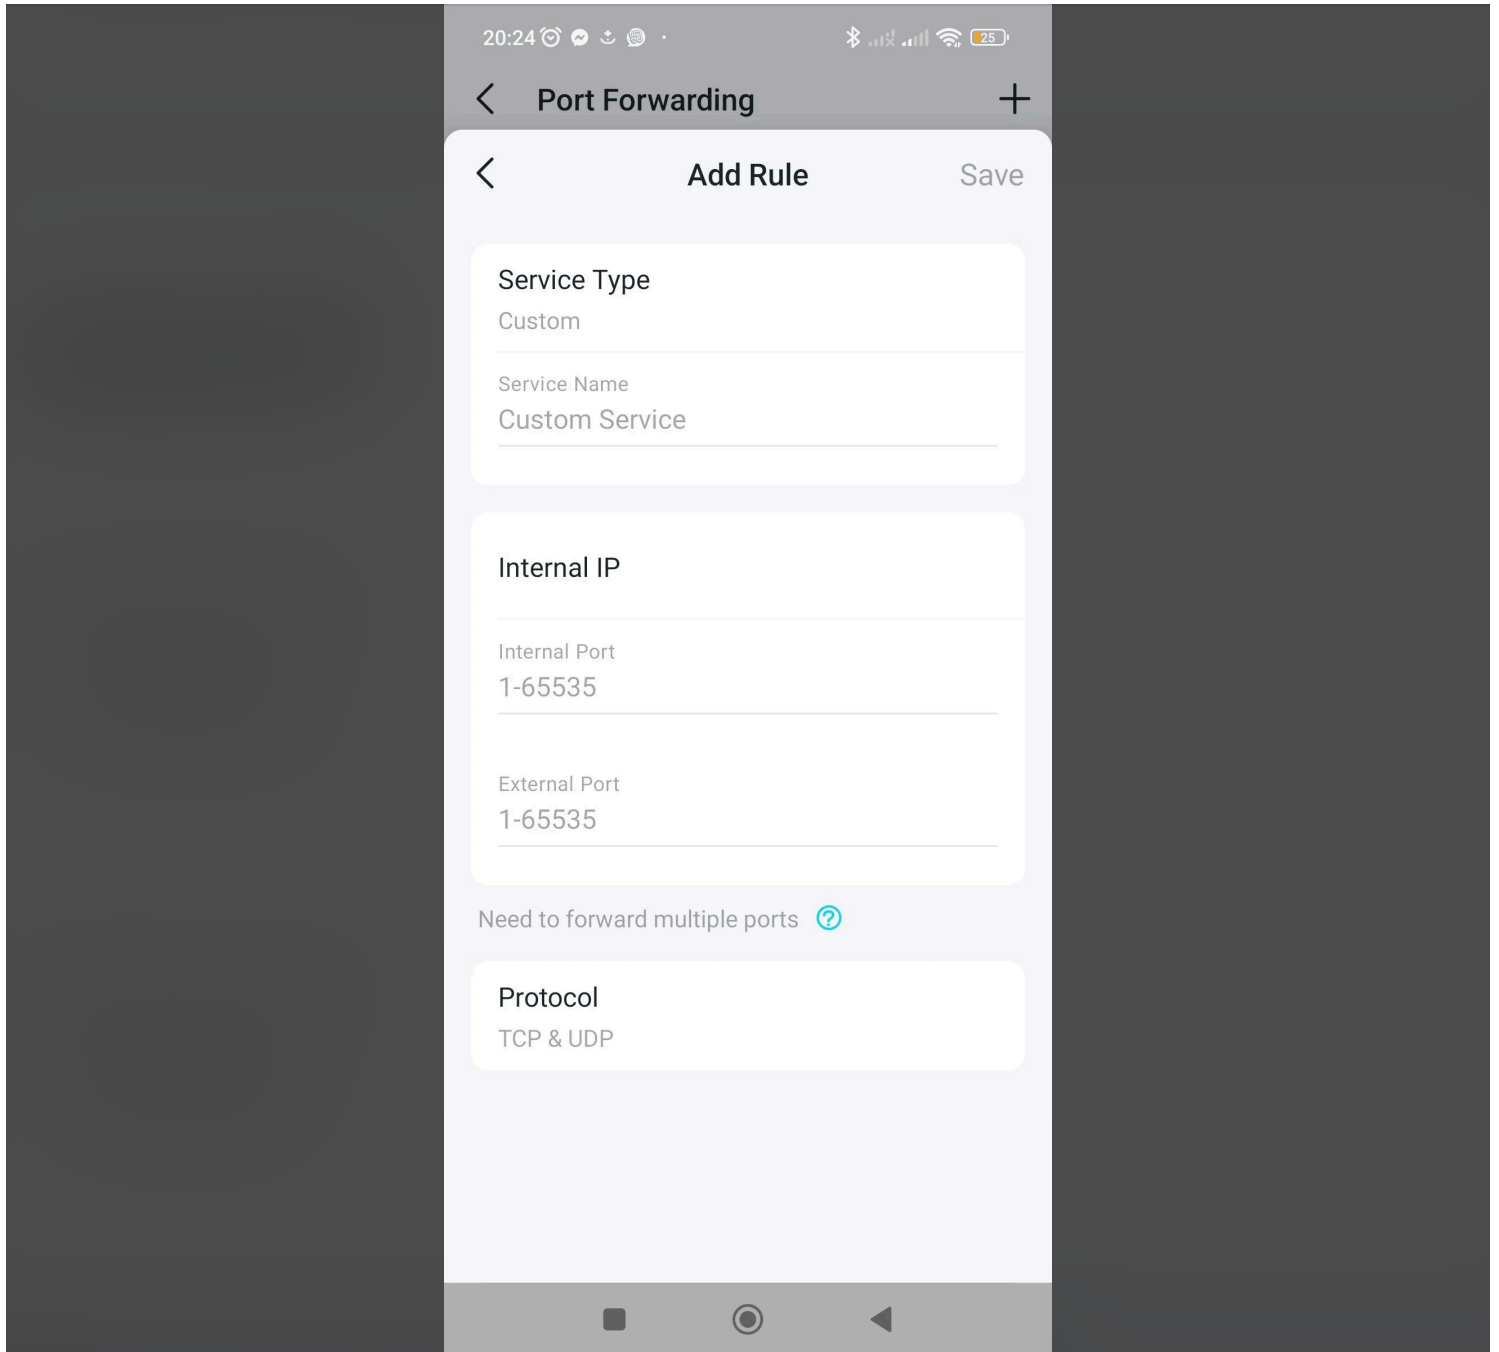 20:24
25
Port Forwarding
Add Rule
Save
Service Type
Custom
Service Name
Custom Service
Internal IP
Internal Port
1-65535
External Port
1-65535
Need to forward multiple ports ?
Protocol
TCP & UDP